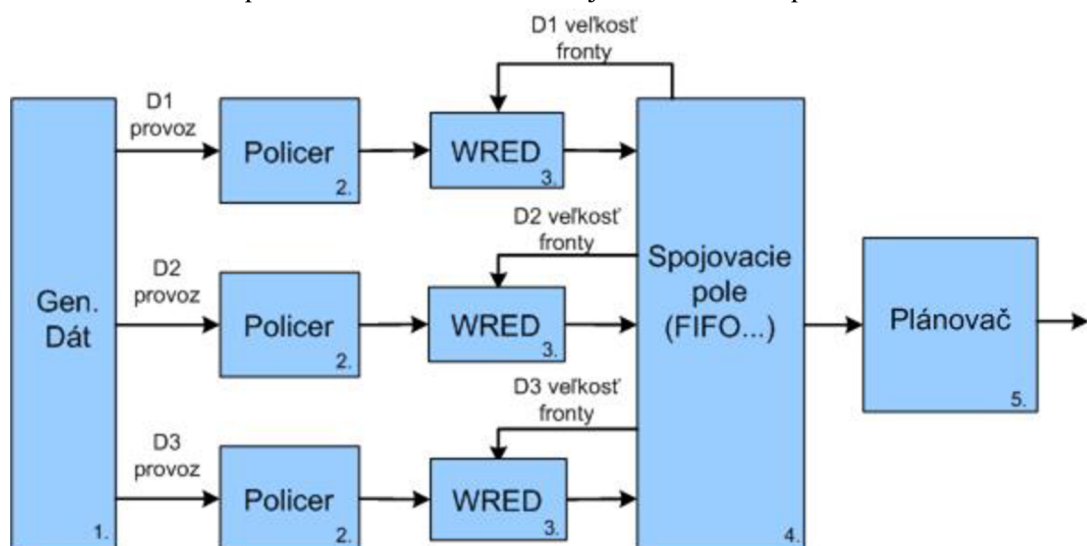 D1 veľkosť
fronty
D1
provoz
Policer
2.
WRED
3.
D2 veľkosť
fronty
D2
provoz
Gen.
Dát
1.
Policer
2.
WRED
3.
Spojovacie
pole
(FIFO...)
4.
Plánovač
5.
D3 veľkosť
fronty
D3
provoz
Policer
2.
WRED
3.